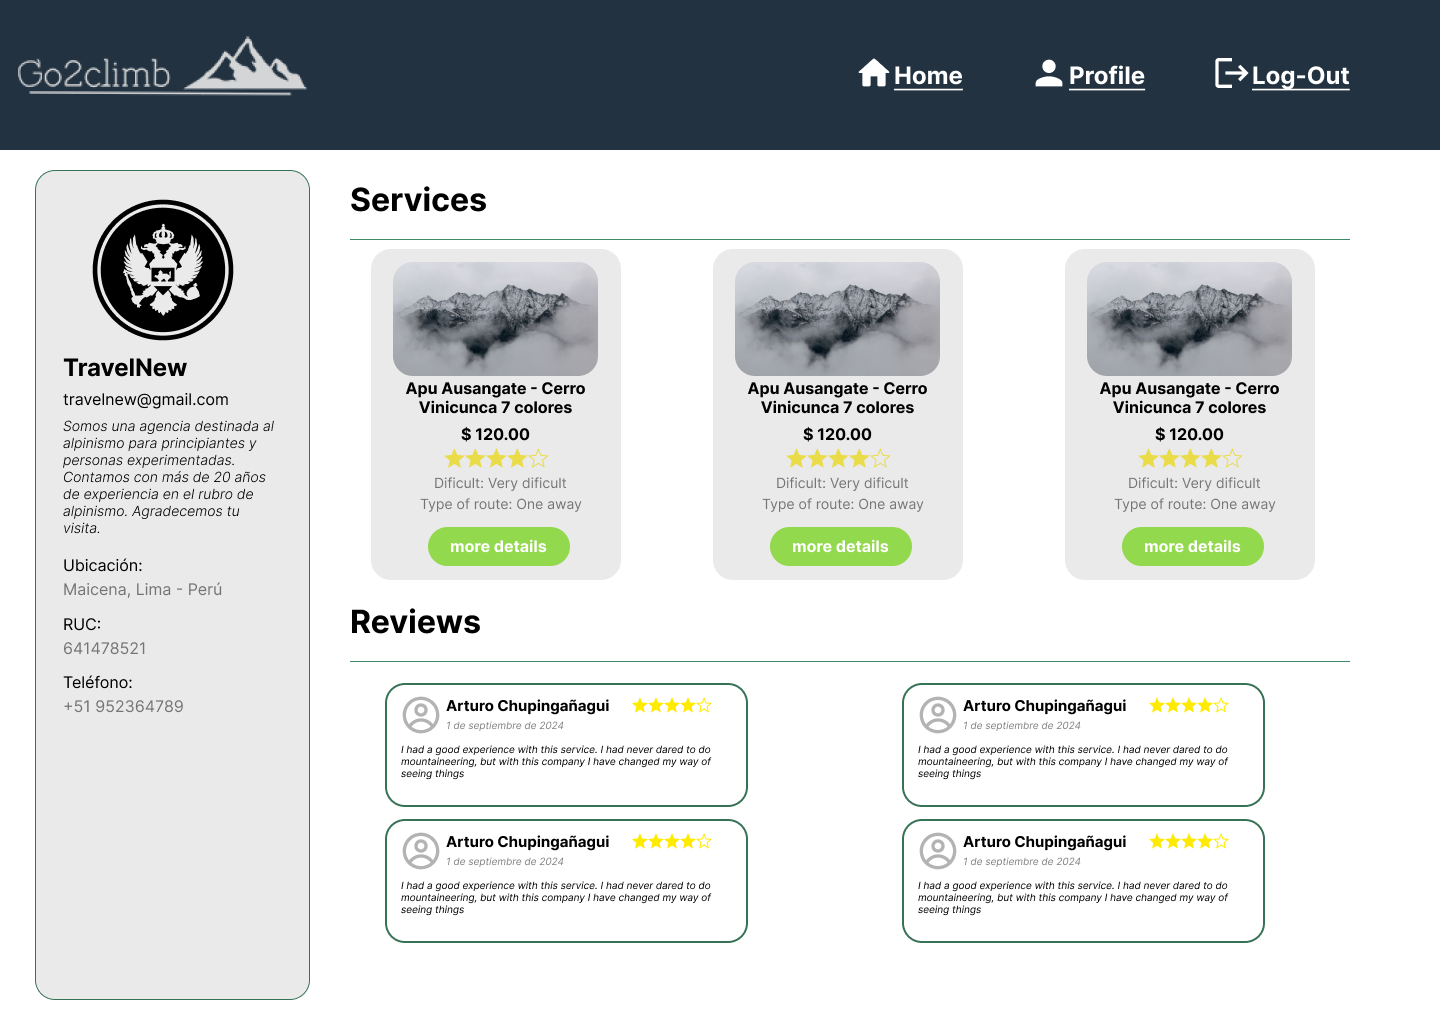 Go2climb
Home
Profile
Log-Out
TravelNew
travelnew@gmail.com
Somos una agencia destinada al
alpinismo para principiantes y
personas experimentadas.
Contamos con más de 20 años
de experiencia en el rubro de
alpinismo. Agradecemos tu
visita.
Ubicación:
Maicena, Lima - Perú
RUC:
641478521
Teléfono:
+51 952364789
Services
Apu Ausangate - Cerro
Vinicunca 7 colores
$ 120.00
Dificult: Very dificult
Type of route: One away
more details
Apu Ausangate - Cerro
Vinicunca 7 colores
$ 120.00
Dificult: Very dificult
Type of route: One away
more details
Apu Ausangate - Cerro
Vinicunca 7 colores
$ 120.00
Dificult: Very dificult
Type of route: One away
more details
Reviews
Arturo Chupingañagui
1 de septiembre de 2024
I had a good experience with this service. I had never dared to do
mountaineering, but with this company I have changed my way of
seeing things
Arturo Chupingañagui
1 de septiembre de 2024
I had a good experience with this service. I had never dared to do
mountaineering, but with this company I have changed my way of
seeing things
Arturo Chupingañagui
1 de septiembre de 2024
I had a good experience with this service. I had never dared to do
mountaineering, but with this company I have changed my way of
seeing things
Arturo Chupingañagui
1 de septiembre de 2024
I had a good experience with this service. I had never dared to do
mountaineering, but with this company I have changed my way of
seeing things